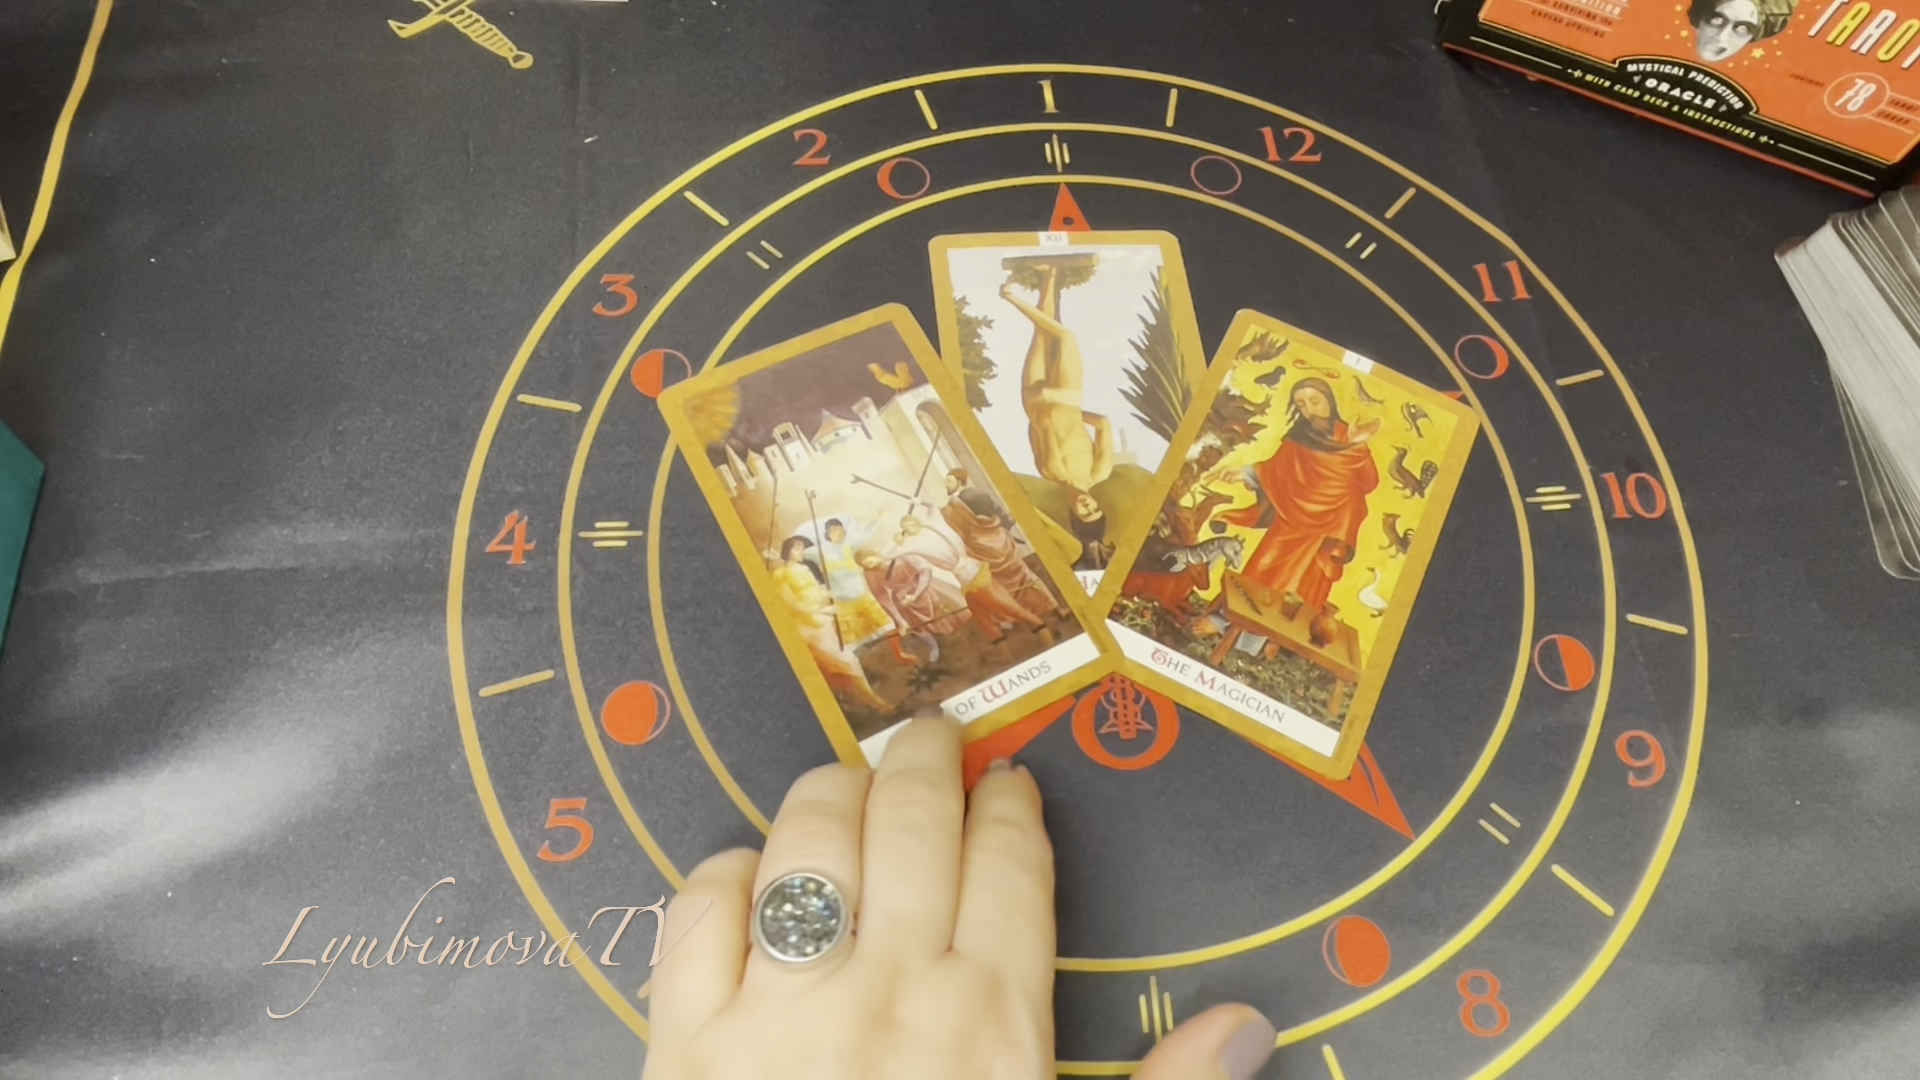 TAROT
MYSTICAL PREDICTION
ORACLE
WITH CARD DECK & INSTRUCTIONS
78
1
2
12
3
11
XII
I
10
4
OF WANDS
THE MAGICIAN
9
5
8
LyubimovaTV